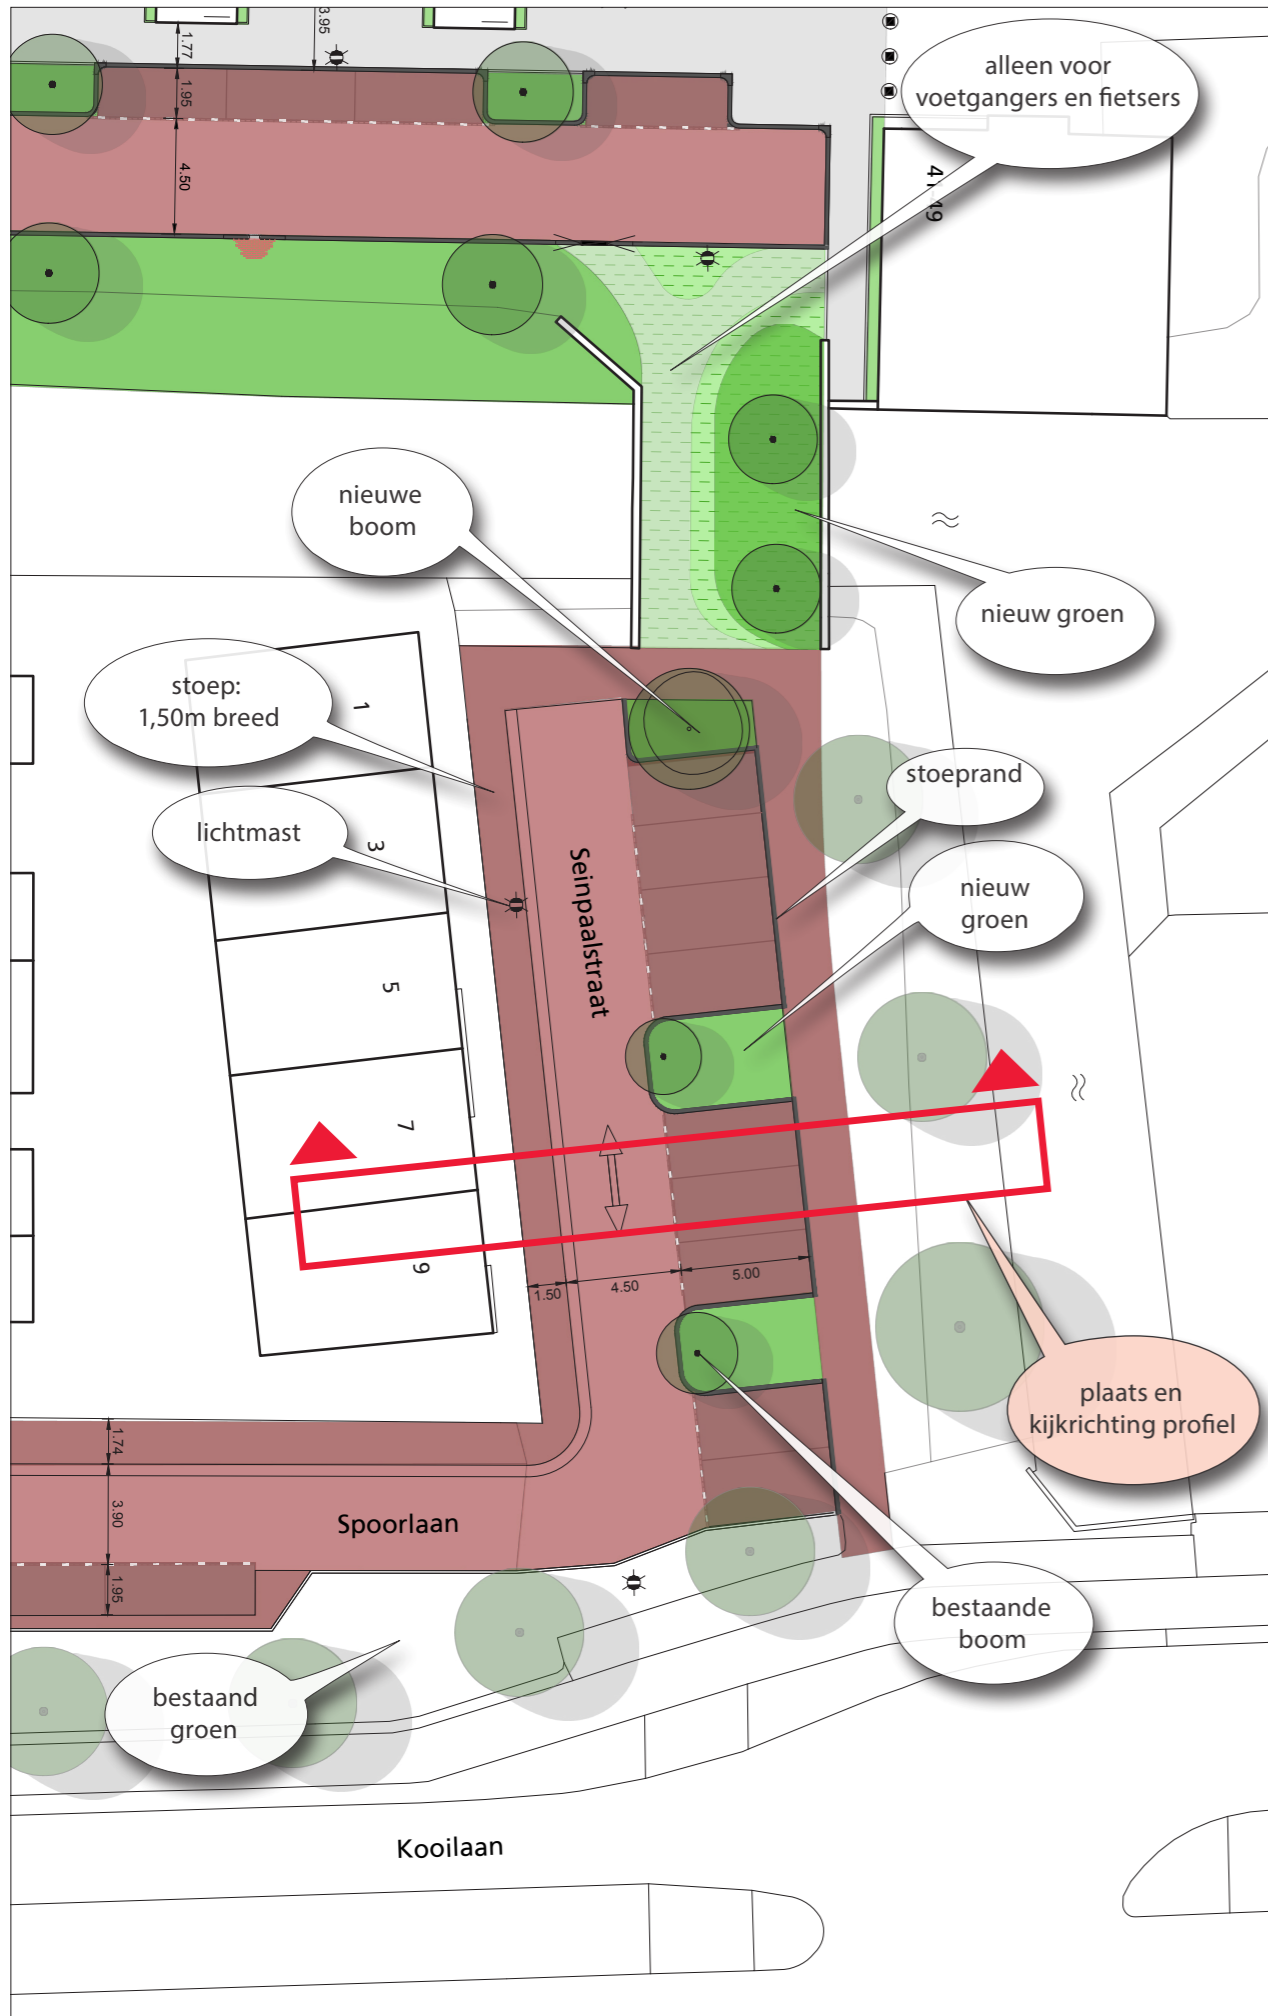 3.95
1.77
1.95
4.50
alleen voor
voetgangers en fietsers
nieuwe
boom
nieuw groen
stoep:
1,50m breed
1
stoeprand
lichtmast
3
Seinpaalstraat
nieuw
groen
5
7
9
1.50
4.50
5.00
plaats en
kijkrichting profiel
1.74
3.90
1.95
Spoorlaan
bestaande
boom
bestaand
groen
Kooilaan